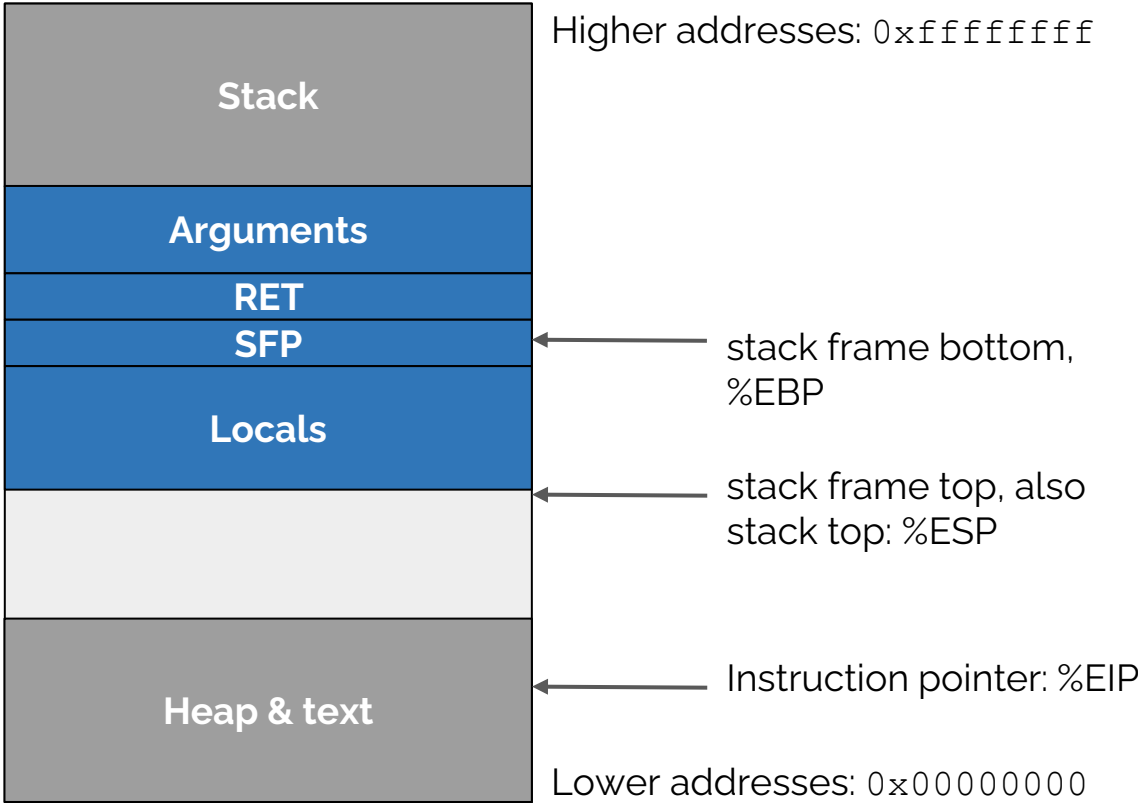 Higher addresses: 0xffffffff
Stack
Arguments
RET
SFP
stack frame bottom,
%EBP
Locals
stack frame top, also
stack top: %ESP
Instruction pointer: %EIP
Heap & text
Lower addresses: 0x00000000